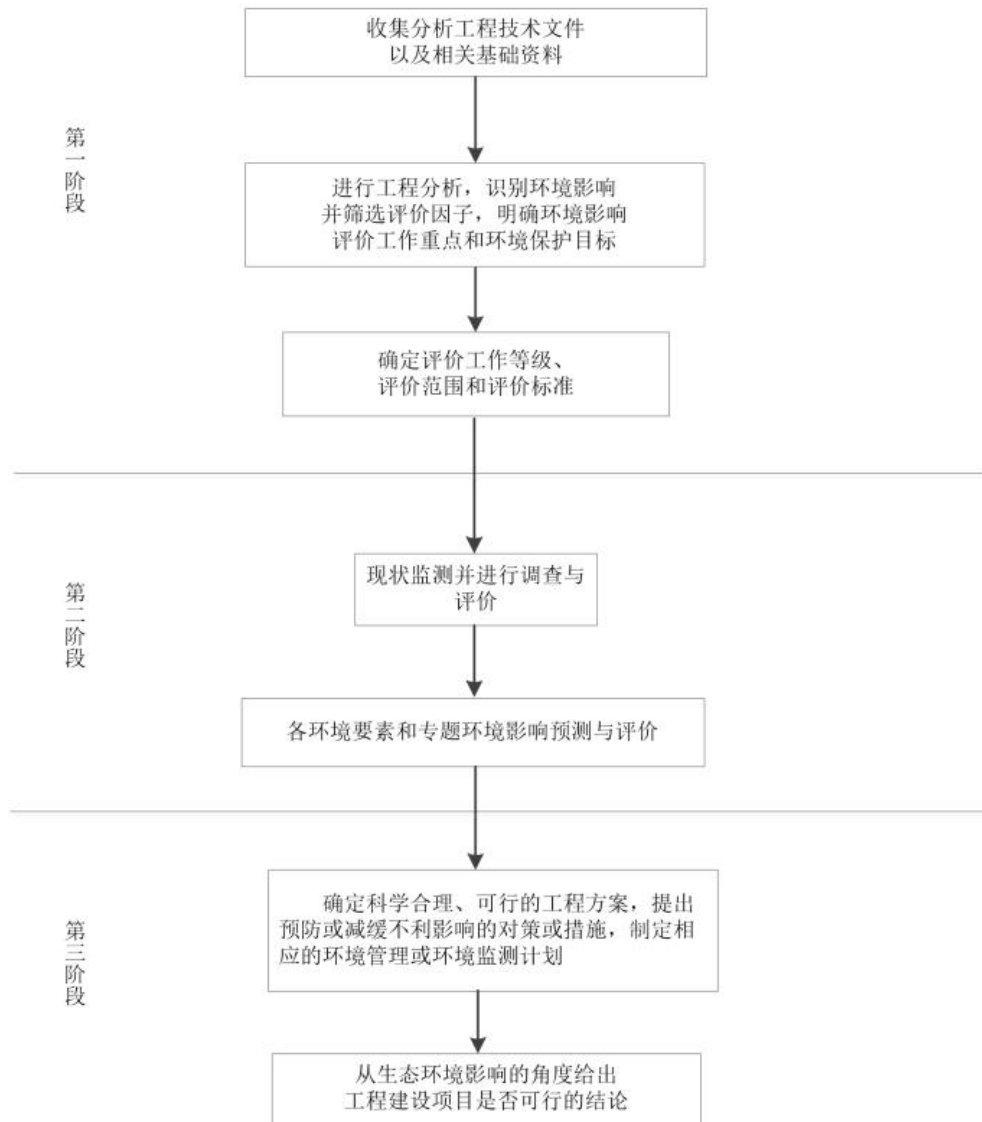 收集分析工程技术文件
以及相关基础资料
第一阶段
进行工程分析，识别环境影响
并筛选评价因子，明确环境影响
评价工作重点和环境保护目标
确定评价工作等级、
评价范围和评价标准
现状监测并进行调查与
评价
第二阶段
各环境要素和专题环境影响预测与评价
确定科学合理、可行的工程方案，提出
预防或减缓不利影响的对策或措施，制定相
应的环境管理或环境监测计划
第三阶段
从生态环境影响的角度给出
工程建设项目是否可行的结论